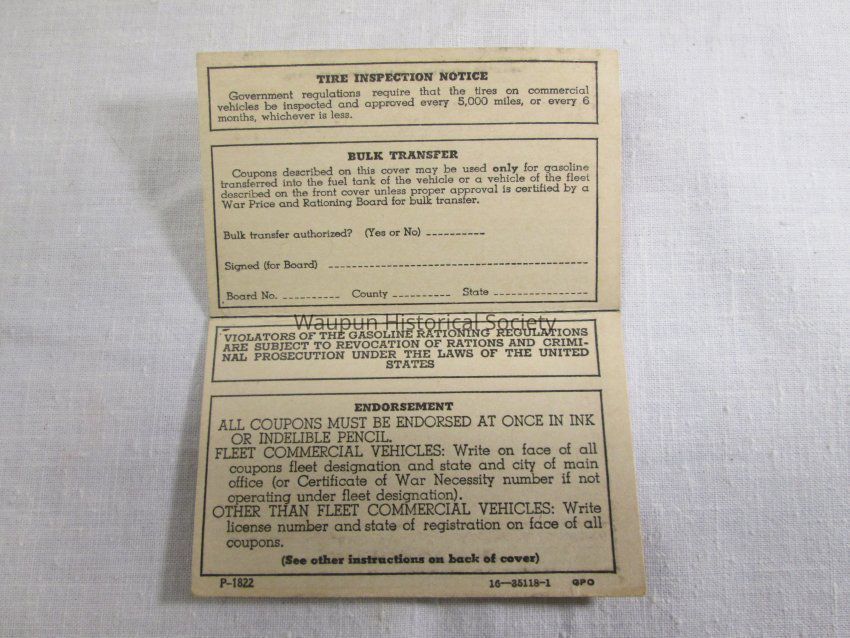 TIRE INSPECTION NOTICE
Government regulations require that the tires on commercial
vehicles be inspected and approved every 5,000 miles, or every 6
months, whichever is less.
BULK TRANSFER
Coupons described on this cover may be used only for gasoline
transferred into the fuel tank of the vehicle or a vehicle of the fleet
described on the front cover unless proper approval is certified by a
War Price and Rationing Board for bulk transfer.
Bulk transfer authorized? (Yes or No) __________
Signed (for Board) __________
Board No. __________ County __________ State __________
Waupun Historical Society
VIOLATORS OF THE GASOLINE RATIONING REGULATIONS
ARE SUBJECT TO REVOCATION OF RATIONS AND CRIMI-
NAL PROSECUTION UNDER THE LAWS OF THE UNITED
STATES
ENDORSEMENT
ALL COUPONS MUST BE ENDORSED AT ONCE IN INK
OR INDELIBLE PENCIL.
FLEET COMMERCIAL VEHICLES: Write on face of all
coupons fleet designation and state and city of main
office (or Certificate of War Necessity number if not
operating under fleet designation).
OTHER THAN FLEET COMMERCIAL VEHICLES: Write
license number and state of registration on face of all
coupons.
(See other instructions on back of cover)
P-1822 16—35118-1 GPO